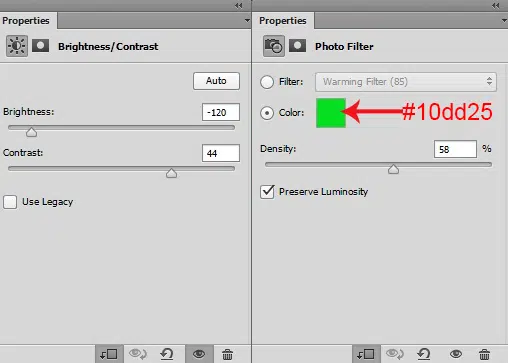 Properties
Brightness/Contrast
Auto
Brightness:
-120
Contrast:
44
Use Legacy
Properties
Photo Filter
Filter:
Warming Filter (85)
Color:
#10dd25
Density:
58 %
Preserve Luminosity